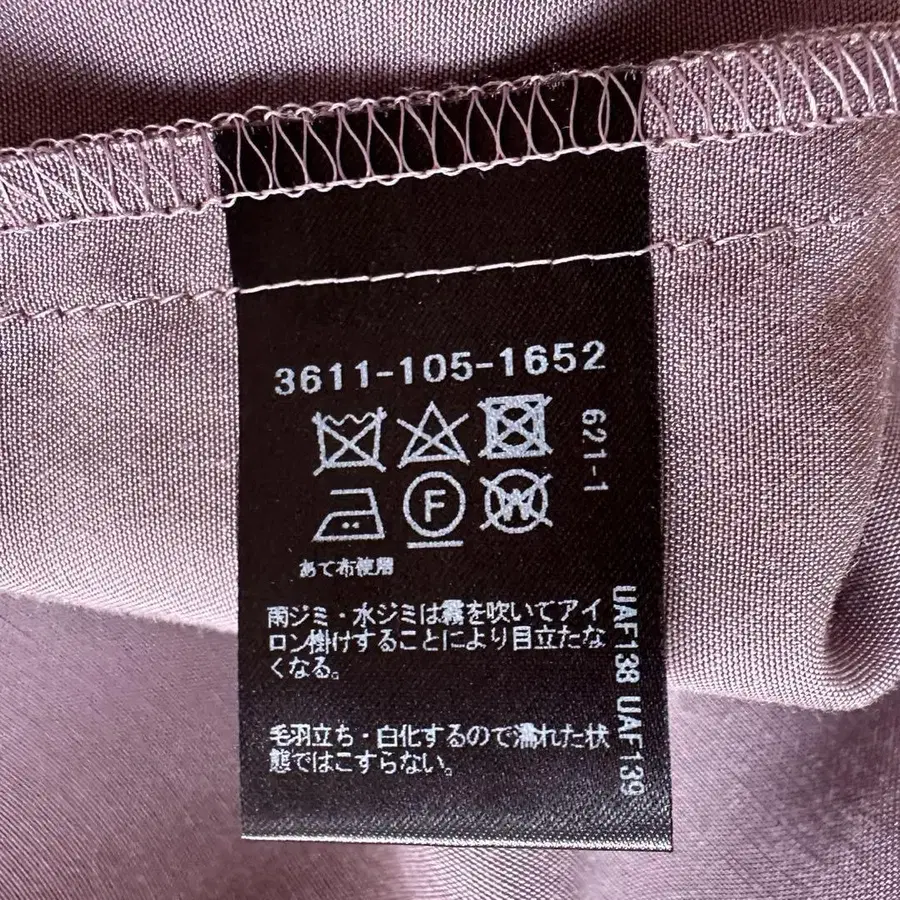 3611-105-1652
621-1
F
W
あて布使用
雨ジミ・水ジミは霧を吹いてアイ
ロン掛けすることにより目立たな
くなる。
毛羽立ち・白化するので濡れた状
態ではこすらない。
UAF138 UAF139